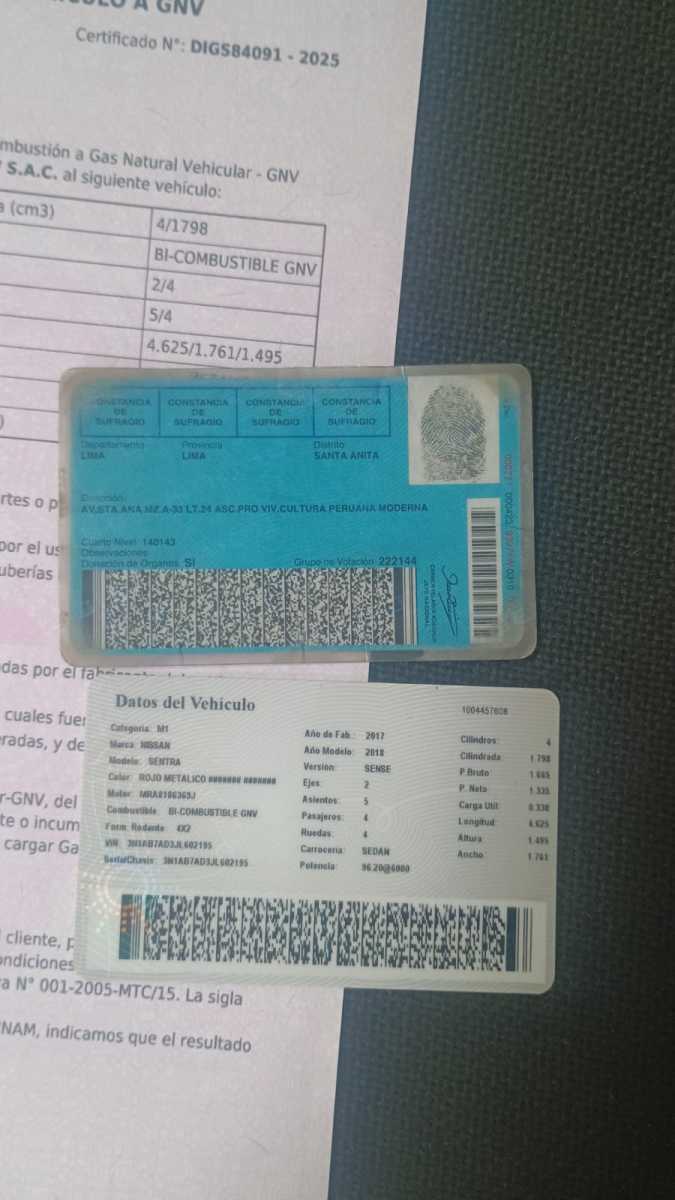 A GNV
Certificado N°: DIGS84091 - 2025
mbustión a Gas Natural Vehicular - GNV
S.A.C. al siguiente vehículo:
a (cm3)
4/1798
BI-COMBUSTIBLE GNV
2/4
5/4
4.625/1.761/1.495
)
CONSTANCIA DE SUFRAGIO
CONSTANCIA DE SUFRAGIO
CONSTANCIA DE SUFRAGIO
CONSTANCIA DE SUFRAGIO
Departamento
LIMA
Provincia
LIMA
Distrito
SANTA ANITA
Dirección
AV.STA.ANA MZ.A-33 LT.24 ASC.PRO VIV.CULTURA PERUANA MODERNA
Cuarto Nivel: 140143
Observaciones
Donación de Órganos SI
Grupo de Votación 222144
rtes o p
por el us
uberías
das por el fab
cuales fuer
radas, y de
r-GNV, del
te o incum
cargar Ga
Datos del Vehículo
1004457608
Categoria: M1
Marca: NISSAN
Modelo: SENTRA
Color: ROJO METALICO ####### #######
Motor: MRA8186365J
Combustible: BI-COMBUSTIBLE GNV
Form. Rodante 4X2
VIN: 3N1AB7AD3JL602195
Serie/Chasis: 3N1AB7AD3JL602195
Año de Fab.: 2017
Año Modelo: 2018
Versión: SENSE
Ejes: 2
Asientos: 5
Pasajeros: 4
Ruedas: 4
Carrocería: SEDAN
Potencia: 96.20@6000
Cilindros: 4
Cilindrada 1.798
P.Bruto 1.665
P. Neto 1.335
Carga Util 0.330
Longitud 4.625
Altura 1.495
Ancho 1.761
cliente, p
ondiciones
a N° 001-2005-MTC/15. La sigla
NAM, indicamos que el resultado